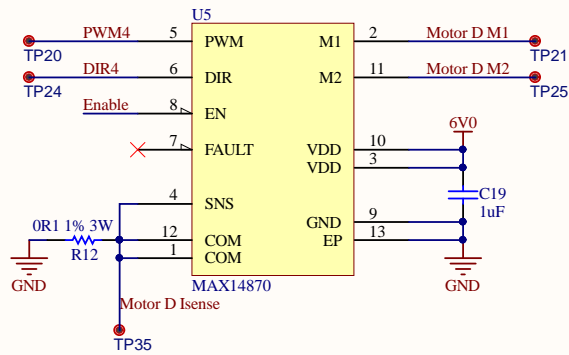 U5
PWM4 5 PWM M1 2 Motor D M1
TP20 TP21
DIR4 6 DIR M2 11 Motor D M2
TP24 TP25
Enable 8 EN
7 FAULT VDD 10 6V0
VDD 3
4 SNS C19
1uF
0R1 1% 3W 12 COM GND 9
R12 1 COM EP 13
GND GND
Motor D Isense MAX14870
TP35